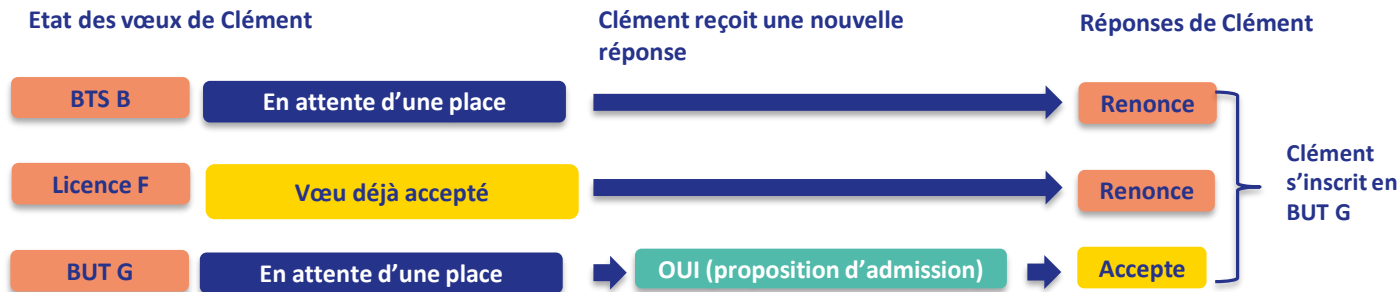 Etat des vœux de Clément
Clément reçoit une nouvelle
réponse
Réponses de Clément
BTS B
En attente d’une place
Renonce
Licence F
Vœu déjà accepté
Renonce
BUT G
En attente d’une place
OUI (proposition d’admission)
Accepte
Clément
s’inscrit en
BUT G